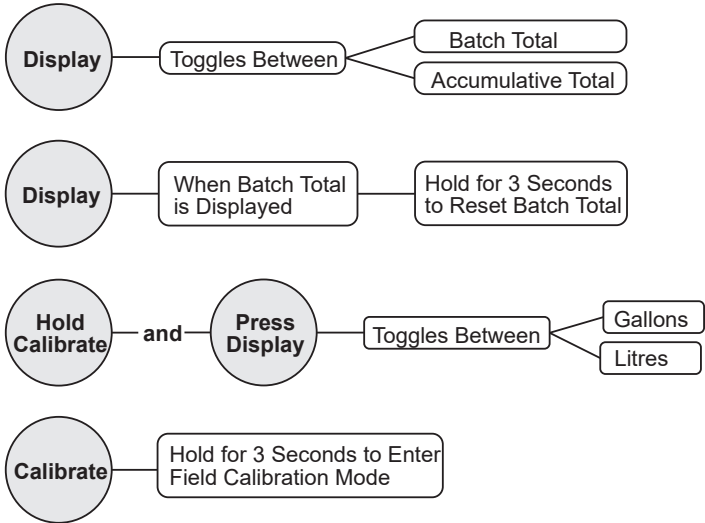 Display
Toggles Between
Batch Total
Accumulative Total
Display
When Batch Total
is Displayed
Hold for 3 Seconds
to Reset Batch Total
Hold
Calibrate
and
Press
Display
Toggles Between
Gallons
Litres
Calibrate
Hold for 3 Seconds to Enter
Field Calibration Mode